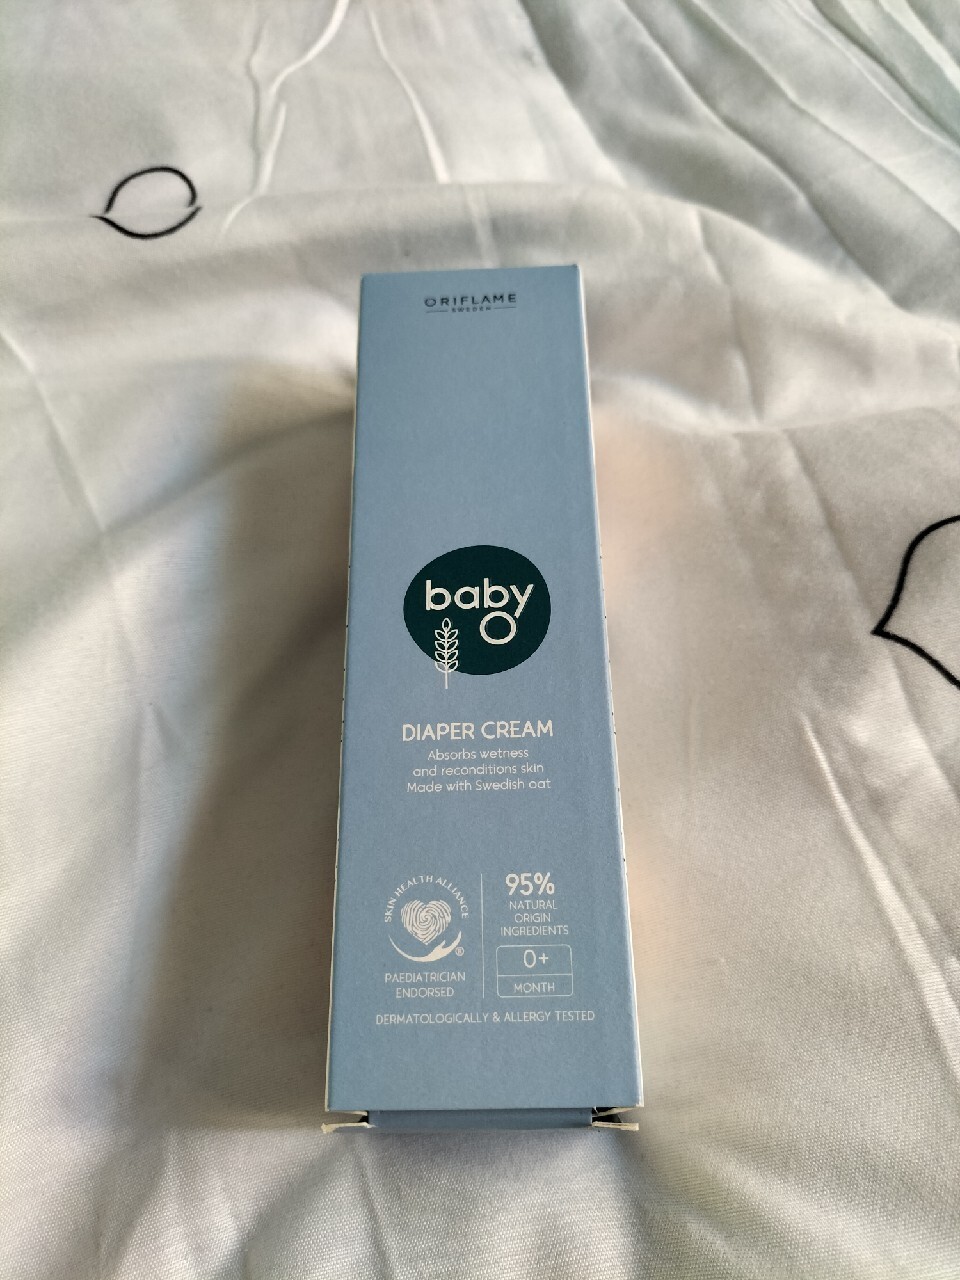 ORIFLAME
SWEDEN
baby
O
DIAPER CREAM
Absorbs wetness
and reconditions skin
Made with Swedish oat
SKIN HEALTH ALLIANCE
®
PAEDIATRICIAN
ENDORSED
95%
NATURAL
ORIGIN
INGREDIENTS
0+
MONTH
DERMATOLOGICALLY & ALLERGY TESTED